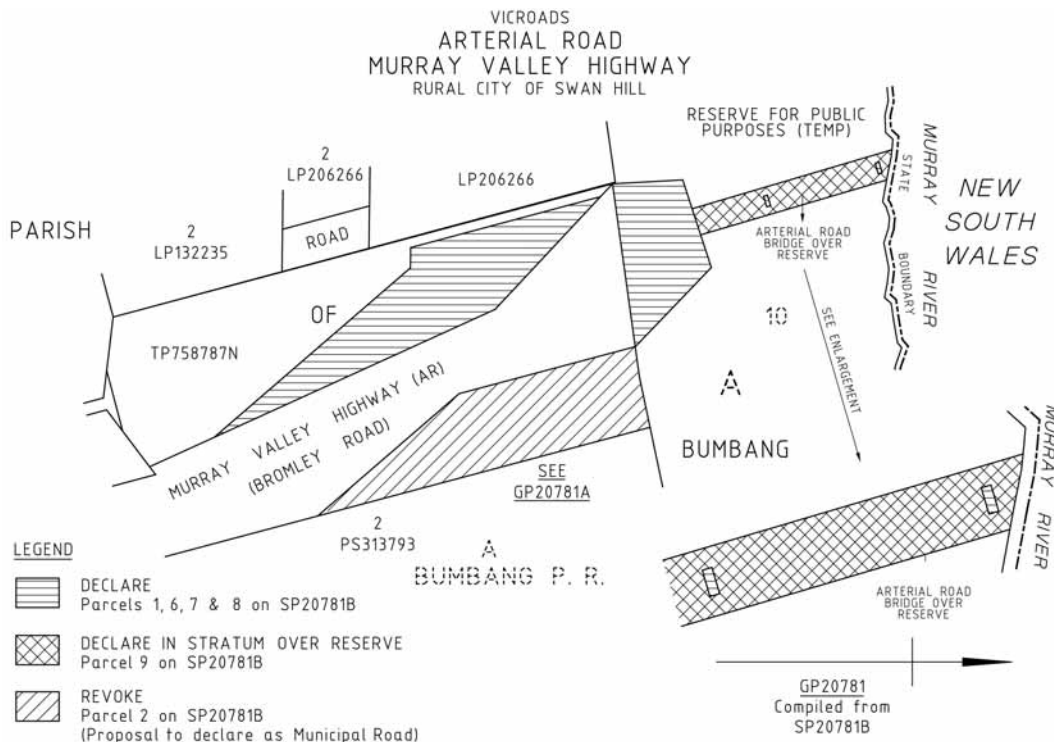 VICROADS
ARTERIAL ROAD
MURRAY VALLEY HIGHWAY
RURAL CITY OF SWAN HILL
RESERVE FOR PUBLIC
PURPOSES (TEMP)
MURRAY
STATE
NEW
SOUTH
WALES
2
LP206266
LP206266
PARISH
2
LP132235
ROAD
ARTERIAL ROAD
BRIDGE OVER
RESERVE
BOUNDARY
RIVER
OF
10
TP758787N
SEE ENLARGEMENT
A
MURRAY VALLEY HIGHWAY (AR)
(BROMLEY ROAD)
BUMBANG
SEE
GP20781A
MURRAY
RIVER
2
PS313793
A
BUMBANG P. R.
LEGEND
DECLARE
Parcels 1, 6, 7 & 8 on SP20781B
DECLARE IN STRATUM OVER RESERVE
Parcel 9 on SP20781B
REVOKE
Parcel 2 on SP20781B
(Proposal to declare as Municipal Road)
ARTERIAL ROAD
BRIDGE OVER
RESERVE
GP20781
Compiled from
SP20781B